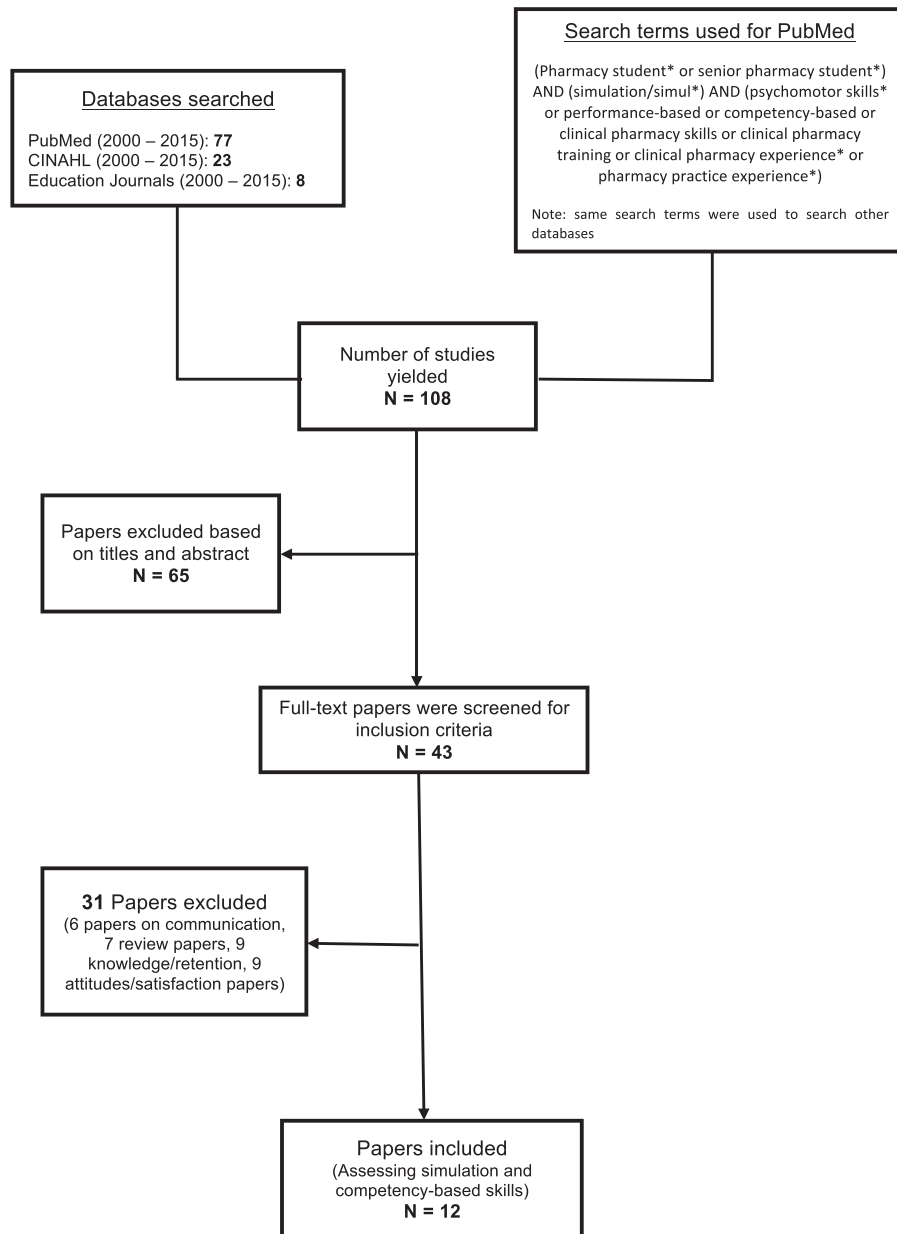 Databases searched
PubMed (2000 – 2015): 77
CINAHL (2000 – 2015): 23
Education Journals (2000 – 2015): 8
Search terms used for PubMed
(Pharmacy student* or senior pharmacy student*)
AND (simulation/simul*) AND (psychomotor skills*
or performance-based or competency-based or
clinical pharmacy skills or clinical pharmacy
training or clinical pharmacy experience* or
pharmacy practice experience*)
Note: same search terms were used to search other
databases
Number of studies
yielded
N = 108
Papers excluded based
on titles and abstract
N = 65
Full-text papers were screened for
inclusion criteria
N = 43
31 Papers excluded
(6 papers on communication,
7 review papers, 9
knowledge/retention, 9
attitudes/satisfaction papers)
Papers included
(Assessing simulation and
competency-based skills)
N = 12